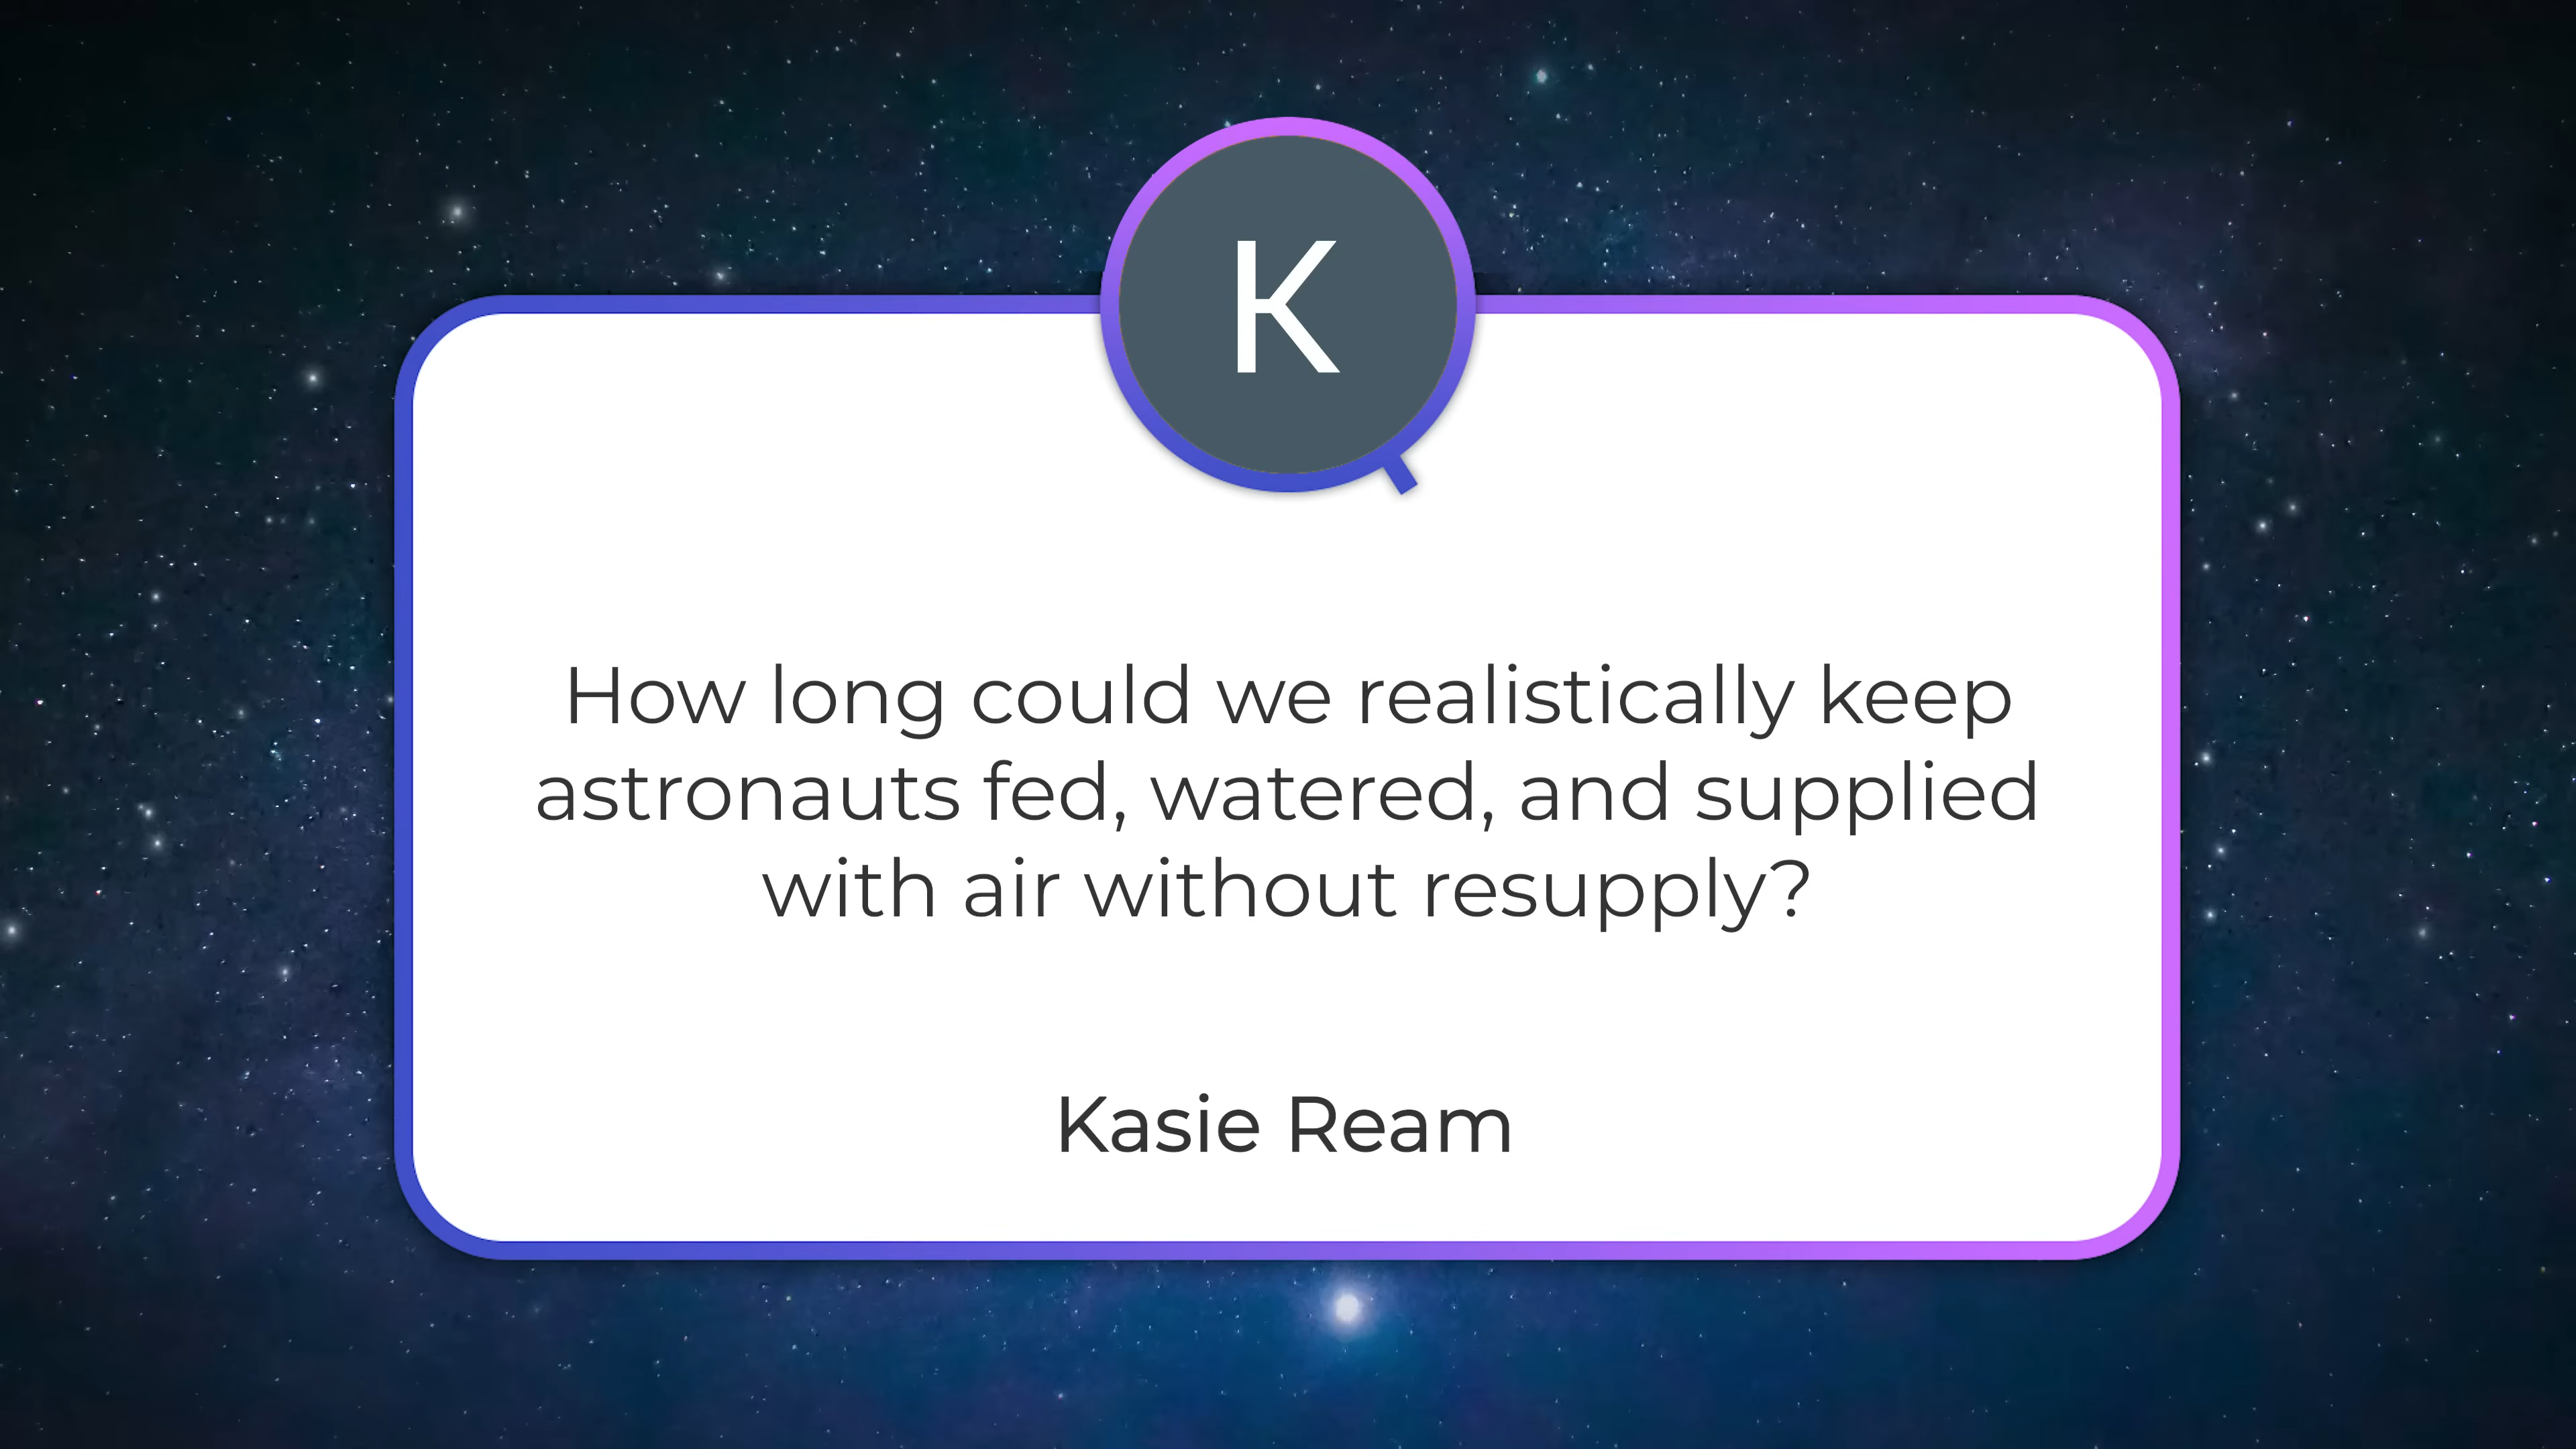 K
How long could we realistically keep
astronauts fed, watered, and supplied
with air without resupply?
Kasie Ream